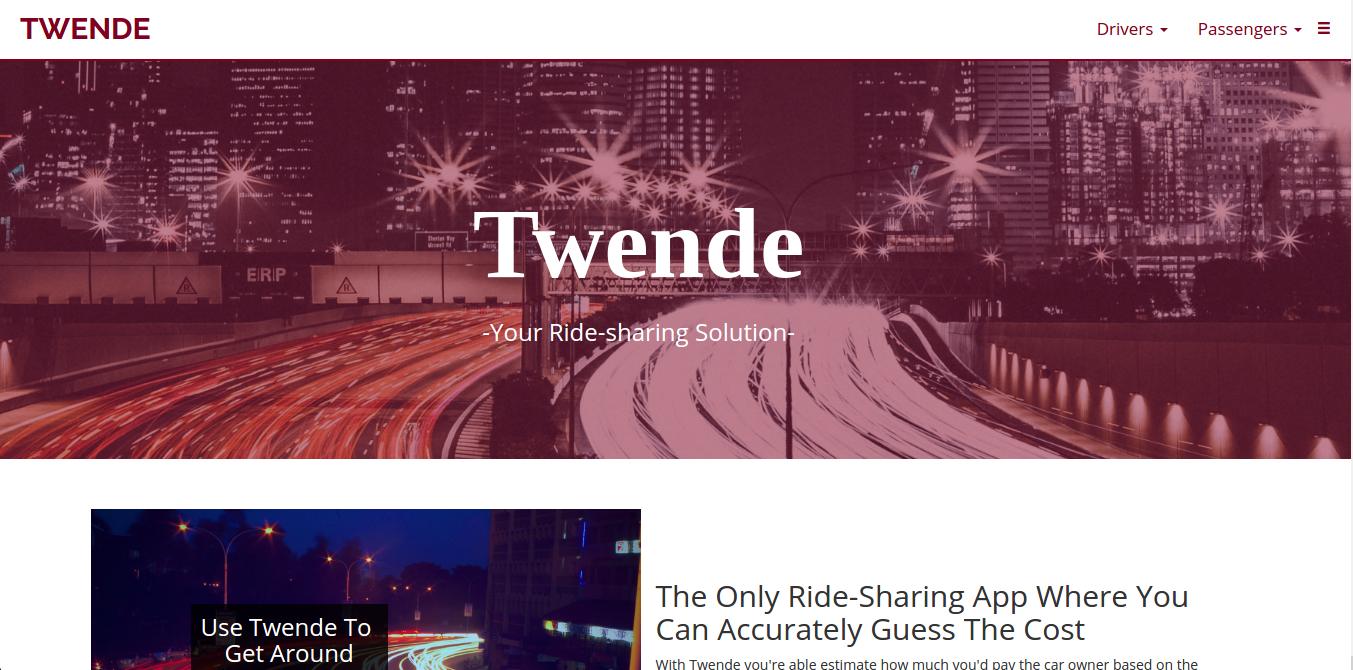 TWENDE
Drivers
Passengers
ERP
Twende
-Your Ride-sharing Solution-
Use Twende To
Get Around
The Only Ride-Sharing App Where You
Can Accurately Guess The Cost
With Twende you're able estimate how much you'd pay the car owner based on the